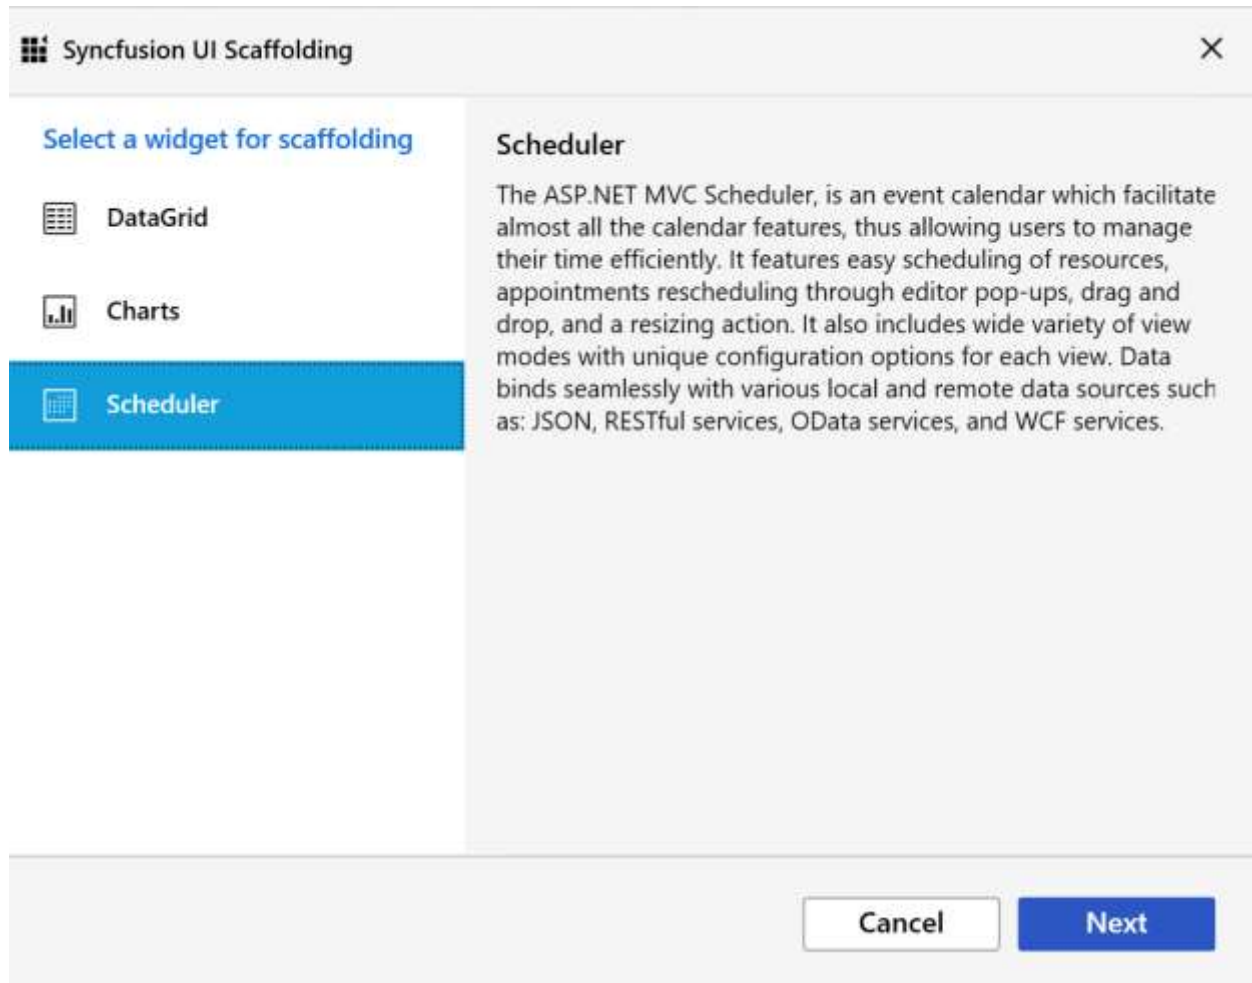 Syncfusion UI Scaffolding
Select a widget for scaffolding
DataGrid
Charts
Scheduler
Scheduler
The ASP.NET MVC Scheduler, is an event calendar which facilitate
almost all the calendar features, thus allowing users to manage
their time efficiently. It features easy scheduling of resources,
appointments rescheduling through editor pop-ups, drag and
drop, and a resizing action. It also includes wide variety of view
modes with unique configuration options for each view. Data
binds seamlessly with various local and remote data sources such
as: JSON, RESTful services, OData services, and WCF services.
Cancel
Next